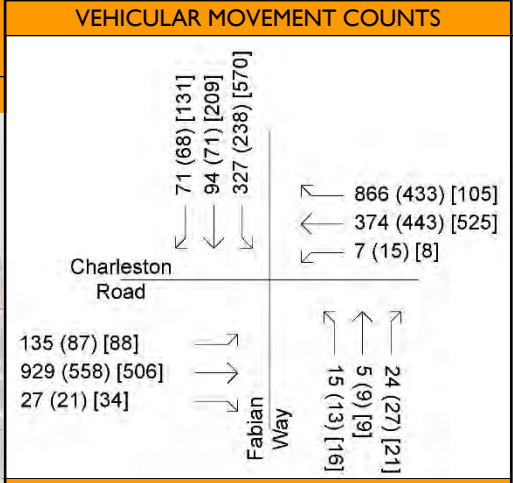 VEHICULAR MOVEMENT COUNTS
71 (68) [131]
94 (71) [209]
327 (238) [570]
866 (433) [105]
374 (443) [525]
7 (15) [8]
Charleston
Road
135 (87) [88]
929 (558) [506]
27 (21) [34]
Fabian
Way
15 (13) [16]
5 (9) [9]
24 (27) [21]